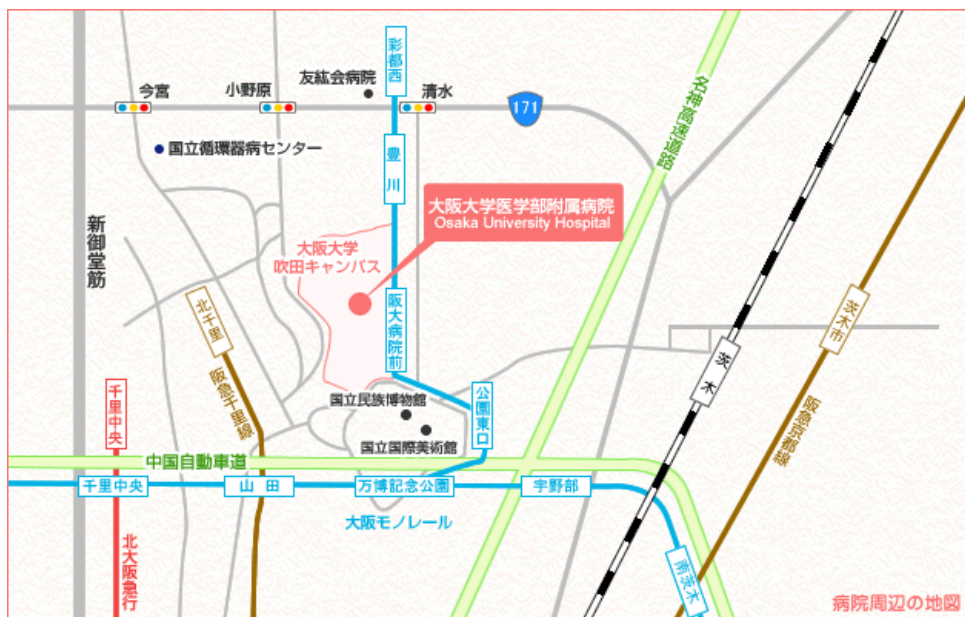 彩都西
友紘会病院
今宮
小野原
清水
171
国立循環器病センター
豊川
名神高速道路
大阪大学医学部附属病院
Osaka University Hospital
新御堂筋
大阪大学
吹田キャンパス
北千里
阪大病院前
茨木市
茨木
阪急千里線
千里中央
公園東口
国立民族博物館
国立国際美術館
阪急京都線
中国自動車道
千里中央
山田
万博記念公園
宇野部
大阪モノレール
北大阪急行
南茨木
病院周辺の地図